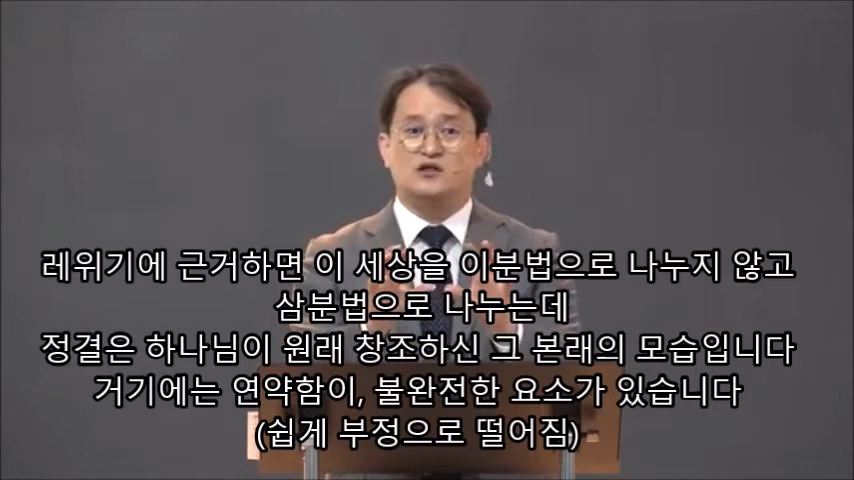 레위기에 근거하면 이 세상을 이분법으로 나누지 않고
삼분법으로 나누는데
정결은 하나님이 원래 창조하신 그 본래의 모습입니다
거기에는 연약함이, 불완전한 요소가 있습니다
(쉽게 부정으로 떨어짐)